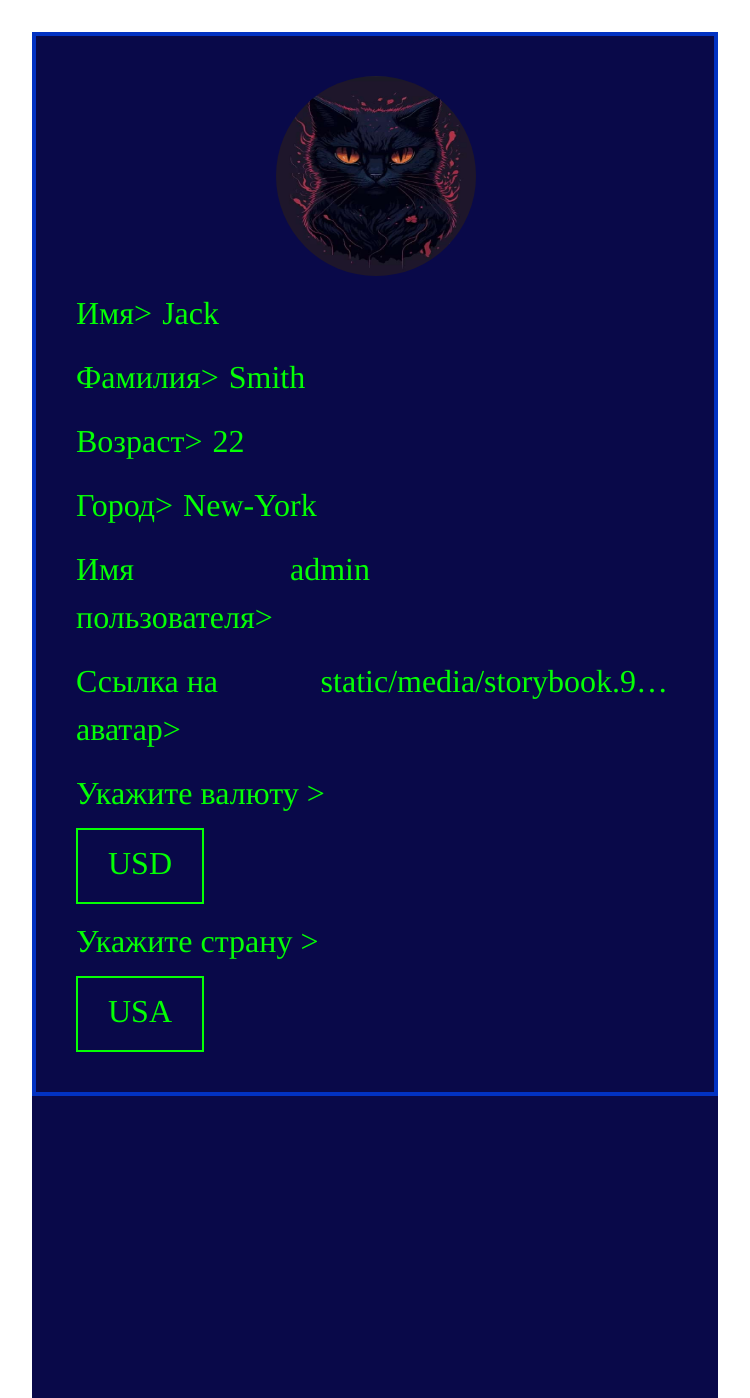 Имя> Jack
Фамилия> Smith
Возраст> 22
Город> New-York
Имя пользователя> admin
Ссылка на аватар> static/media/storybook.9…
Укажите валюту >
USD
Укажите страну >
USA